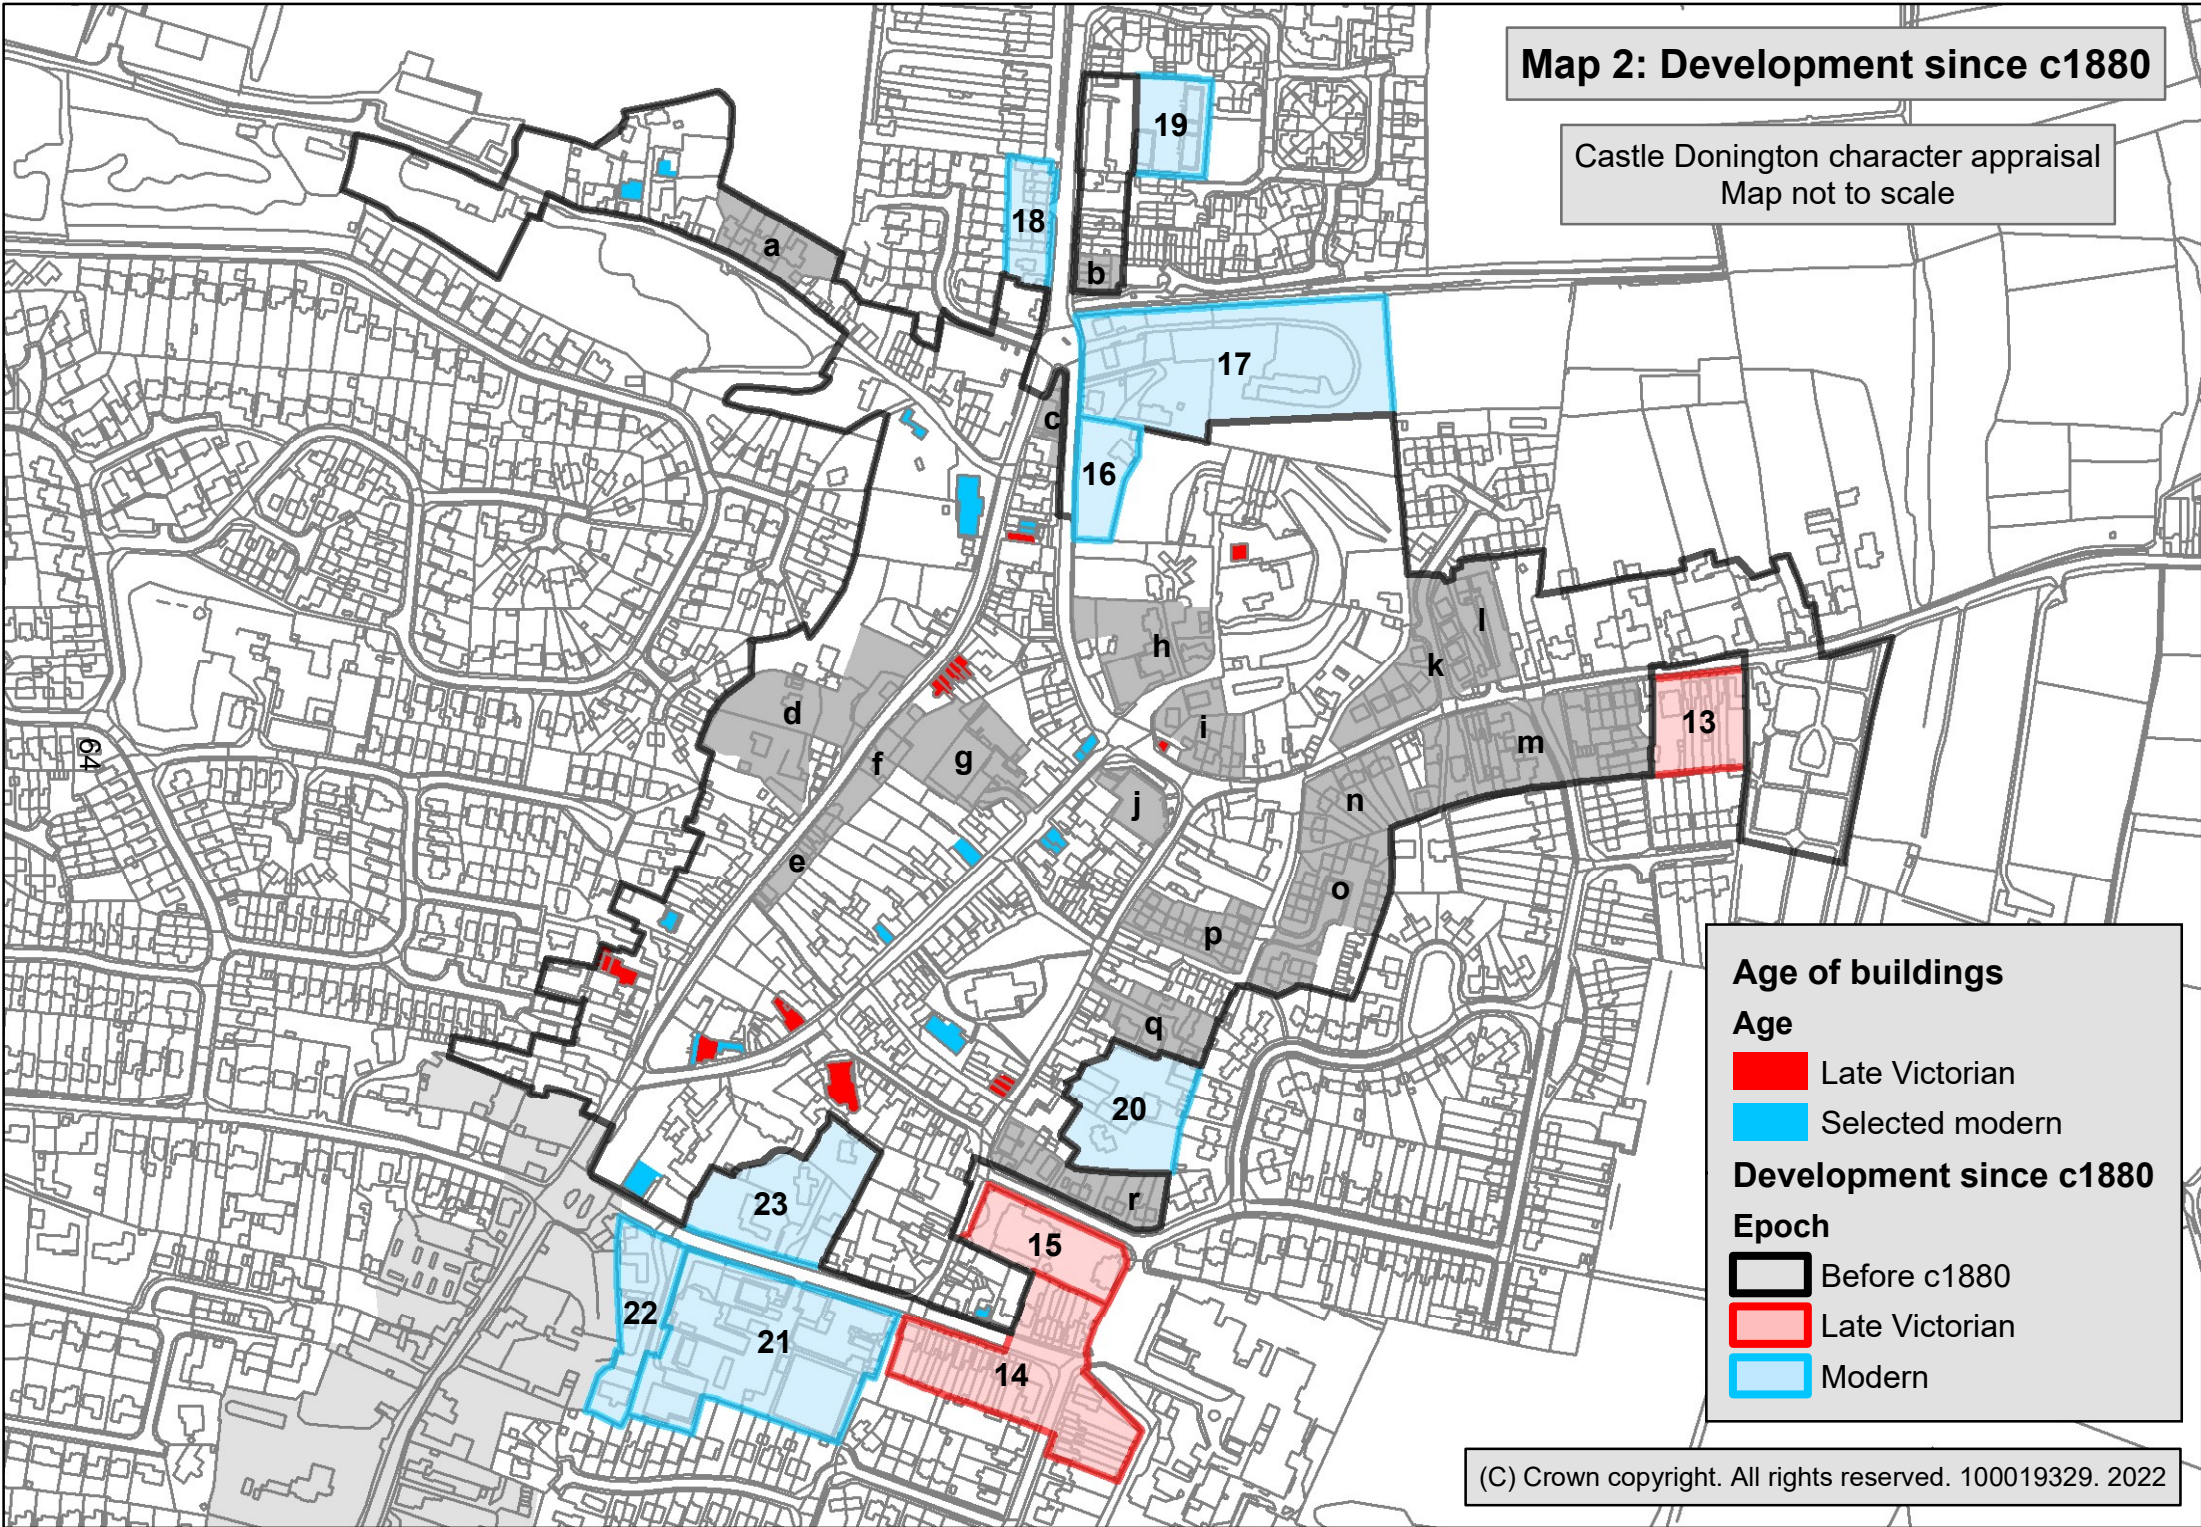 Map 2: Development since c1880
Castle Donington character appraisal
Map not to scale
19
18
a
b
17
c
16
h
l
k
d
i
13
f
g
m
j
n
64
e
o
p
q
20
23
r
15
22
21
14
Age of buildings
Age
Late Victorian
Selected modern
Development since c1880
Epoch
Before c1880
Late Victorian
Modern
(C) Crown copyright. All rights reserved. 100019329. 2022